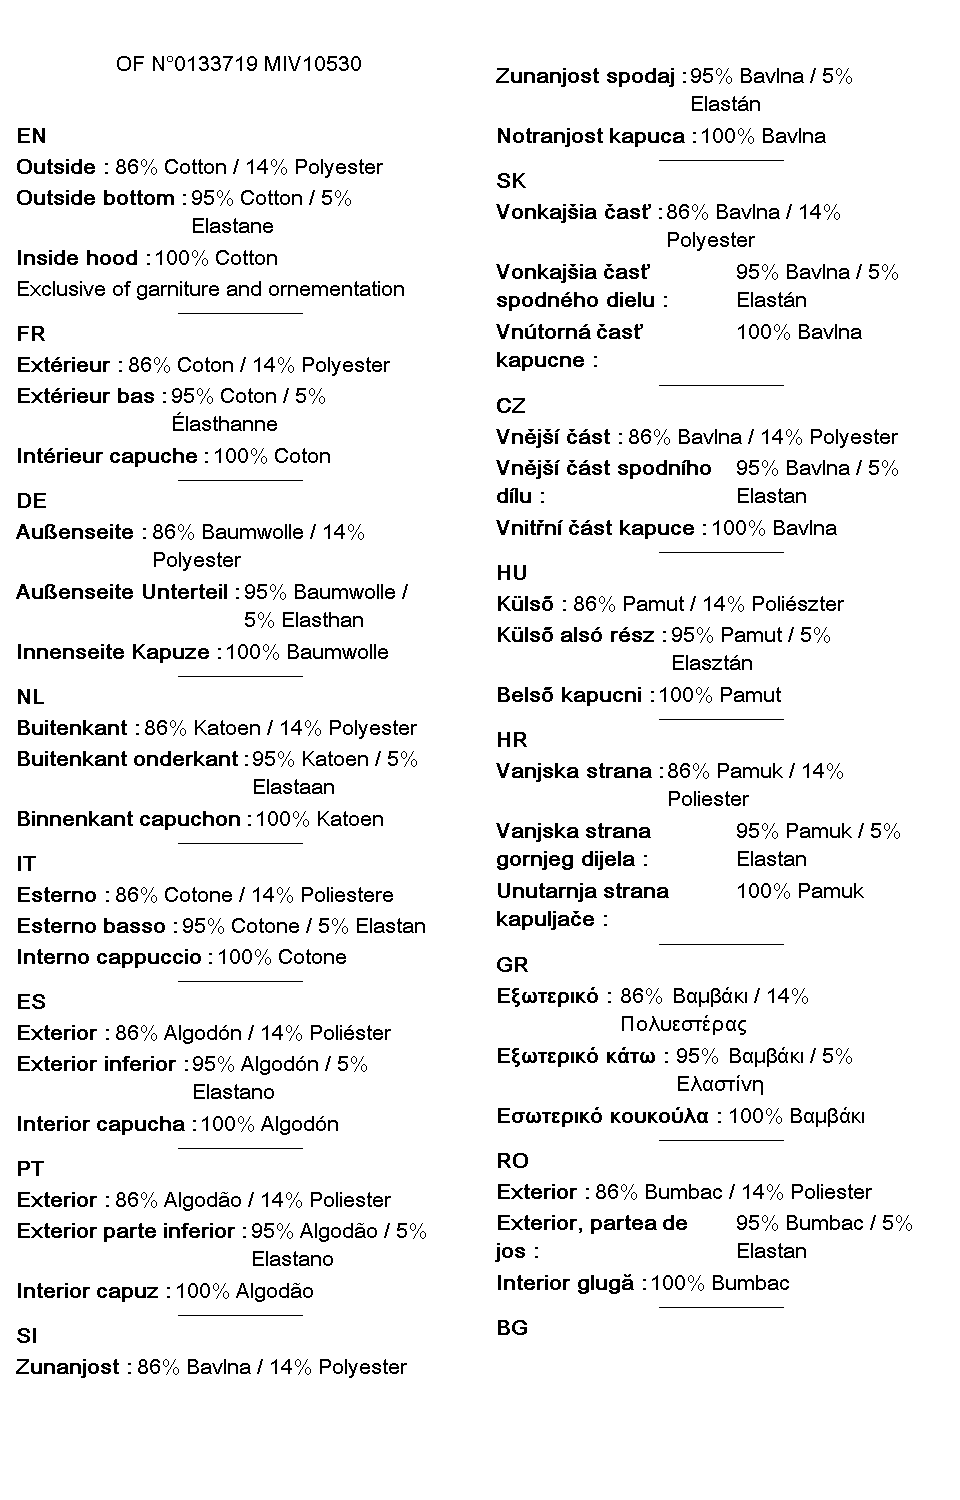 OF N°0133719 MIV10530
EN
Outside : 86% Cotton / 14% Polyester
Outside bottom : 95% Cotton / 5%
Elastane
Inside hood : 100% Cotton
Exclusive of garniture and ornementation
FR
Extérieur : 86% Coton / 14% Polyester
Extérieur bas : 95% Coton / 5%
Élasthanne
Intérieur capuche : 100% Coton
DE
Außenseite : 86% Baumwolle / 14%
Polyester
Außenseite Unterteil : 95% Baumwolle /
5% Elasthan
Innenseite Kapuze : 100% Baumwolle
NL
Buitenkant : 86% Katoen / 14% Polyester
Buitenkant onderkant : 95% Katoen / 5%
Elastaan
Binnenkant capuchon : 100% Katoen
IT
Esterno : 86% Cotone / 14% Poliestere
Esterno basso : 95% Cotone / 5% Elastan
Interno cappuccio : 100% Cotone
ES
Exterior : 86% Algodón / 14% Poliéster
Exterior inferior : 95% Algodón / 5%
Elastano
Interior capucha : 100% Algodón
PT
Exterior : 86% Algodão / 14% Poliester
Exterior parte inferior : 95% Algodão / 5%
Elastano
Interior capuz : 100% Algodão
SI
Zunanjost : 86% Bavlna / 14% Polyester
Zunanjost spodaj : 95% Bavlna / 5%
Elastán
Notranjost kapuca : 100% Bavlna
SK
Vonkajšia časť : 86% Bavlna / 14%
Polyester
Vonkajšia časť 95% Bavlna / 5%
spodného dielu : Elastán
Vnútorná časť 100% Bavlna
kapucne :
CZ
Vnější část : 86% Bavlna / 14% Polyester
Vnější část spodního 95% Bavlna / 5%
dílu : Elastan
Vnitřní část kapuce : 100% Bavlna
HU
Külső : 86% Pamut / 14% Poliészter
Külső alsó rész : 95% Pamut / 5%
Elasztán
Belső kapucni : 100% Pamut
HR
Vanjska strana : 86% Pamuk / 14%
Poliester
Vanjska strana 95% Pamuk / 5%
gornjeg dijela : Elastan
Unutarnja strana 100% Pamuk
kapuljače :
GR
Εξωτερικό : 86% Βαμβάκι / 14%
Πολυεστέρας
Εξωτερικό κάτω : 95% Βαμβάκι / 5%
Ελαστίνη
Εσωτερικό κουκούλα : 100% Βαμβάκι
RO
Exterior : 86% Bumbac / 14% Poliester
Exterior, partea de 95% Bumbac / 5%
jos : Elastan
Interior glugă : 100% Bumbac
BG